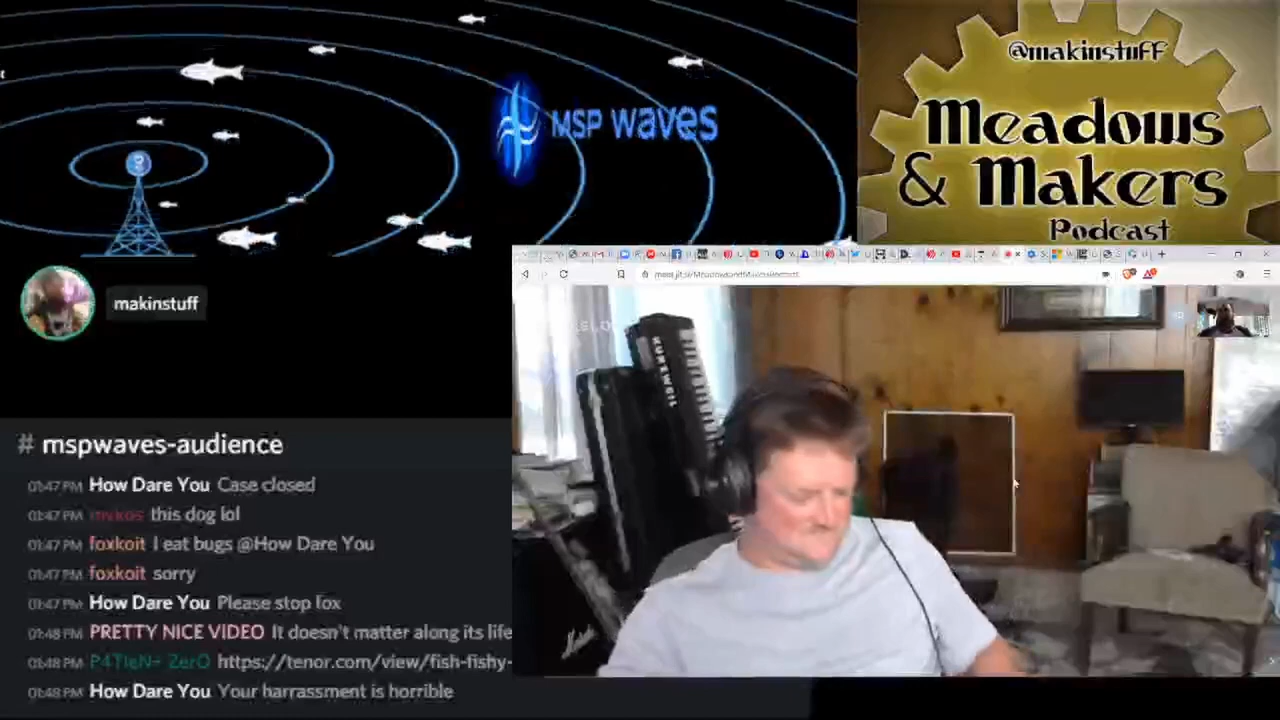 MSP waves
@makinstuff
Meadows
& Makers
Podcast
makinstuff
# mspwaves-audience
01:47 PM How Dare You Case closed
01:47 PM this dog lol
01:47 PM foxkoit I eat bugs @How Dare You
01:47 PM foxkoit sorry
01:47 PM How Dare You Please stop fox
01:48 PM PRETTY NICE VIDEO It doesn't matter along its life
01:48 PM P4TIeN+ ZerO https://tenor.com/view/fish-fishy-
01:48 PM How Dare You Your harrassment is horrible
KURZWEIL